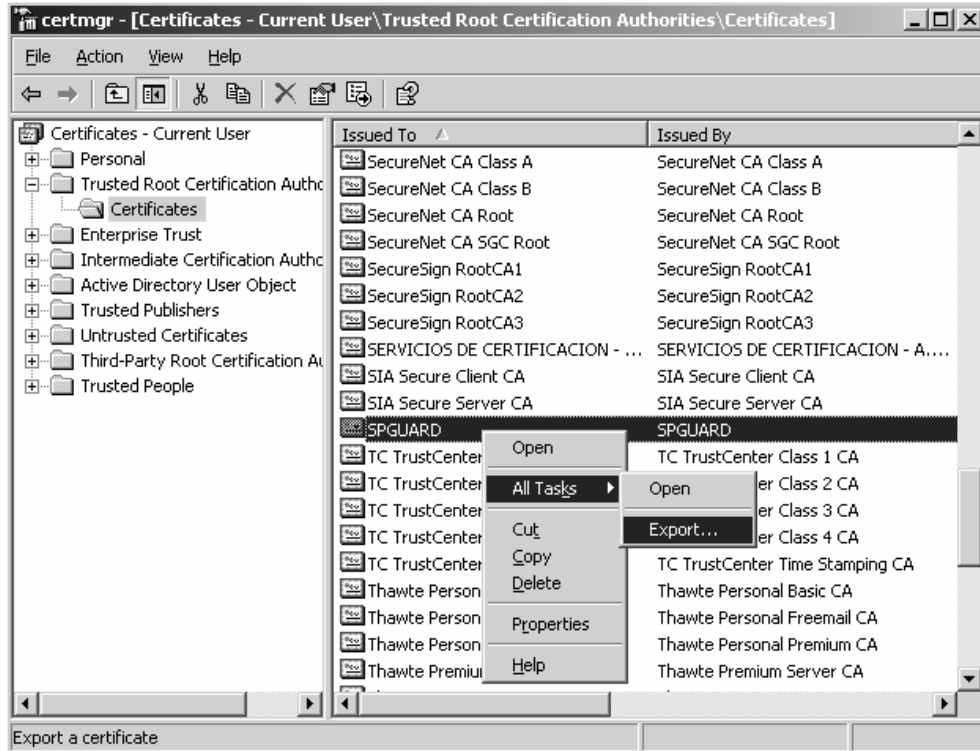 certmgr - [Certificates - Current User\Trusted Root Certification Authorities\Certificates]
File Action View Help
Certificates - Current User
Personal
Trusted Root Certification Autho
Certificates
Enterprise Trust
Intermediate Certification Autho
Active Directory User Object
Trusted Publishers
Untrusted Certificates
Third-Party Root Certification Au
Trusted People
Issued To Issued By
SecureNet CA Class A SecureNet CA Class A
SecureNet CA Class B SecureNet CA Class B
SecureNet CA Root SecureNet CA Root
SecureNet CA SGC Root SecureNet CA SGC Root
SecureSign RootCA1 SecureSign RootCA1
SecureSign RootCA2 SecureSign RootCA2
SecureSign RootCA3 SecureSign RootCA3
SERVICIOS DE CERTIFICACION - ... SERVICIOS DE CERTIFICACION - A....
SIA Secure Client CA SIA Secure Client CA
SIA Secure Server CA SIA Secure Server CA
SPGUARD SPGUARD
TC TrustCenter TC TrustCenter Class 1 CA
TC TrustCenter er Class 2 CA
TC TrustCenter er Class 3 CA
TC TrustCenter er Class 4 CA
TC TrustCenter TC TrustCenter Time Stamping CA
Thawte Person Thawte Personal Basic CA
Thawte Person Thawte Personal Freemail CA
Thawte Person Thawte Personal Premium CA
Thawte Premiu Thawte Premium Server CA
Open
All Tasks
Cut
Copy
Delete
Properties
Help
Open
Export...
Export a certificate